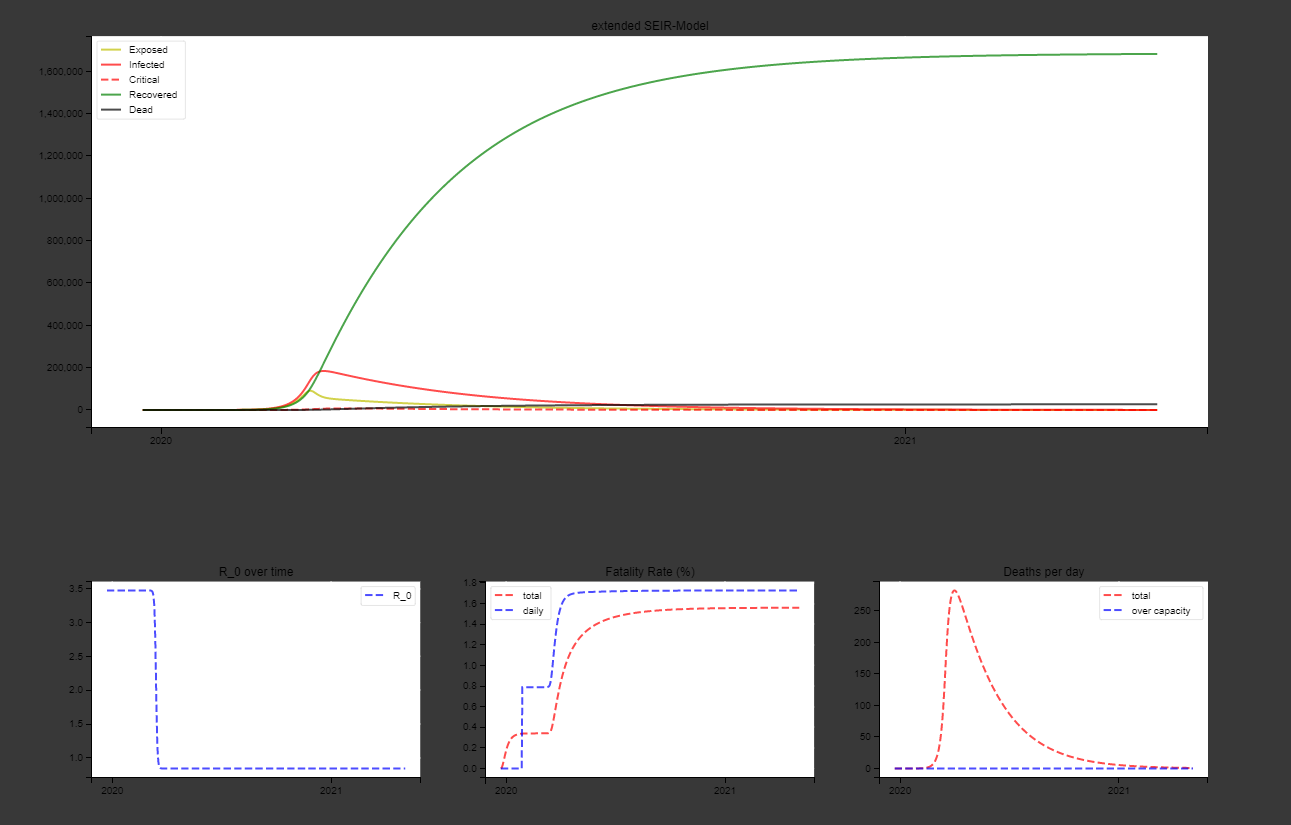 extended SEIR-Model
Exposed
Infected
Critical
Recovered
Dead
1,600,000
1,400,000
1,200,000
1,000,000
800,000
600,000
400,000
200,000
0
2020 2021
R_0 over time
R_0
3.5
3.0
2.5
2.0
1.5
1.0
2020 2021
Fatality Rate (%)
total
daily
1.8
1.6
1.4
1.2
1.0
0.8
0.6
0.4
0.2
0.0
2020 2021
Deaths per day
total
over capacity
250
200
150
100
50
0
2020 2021